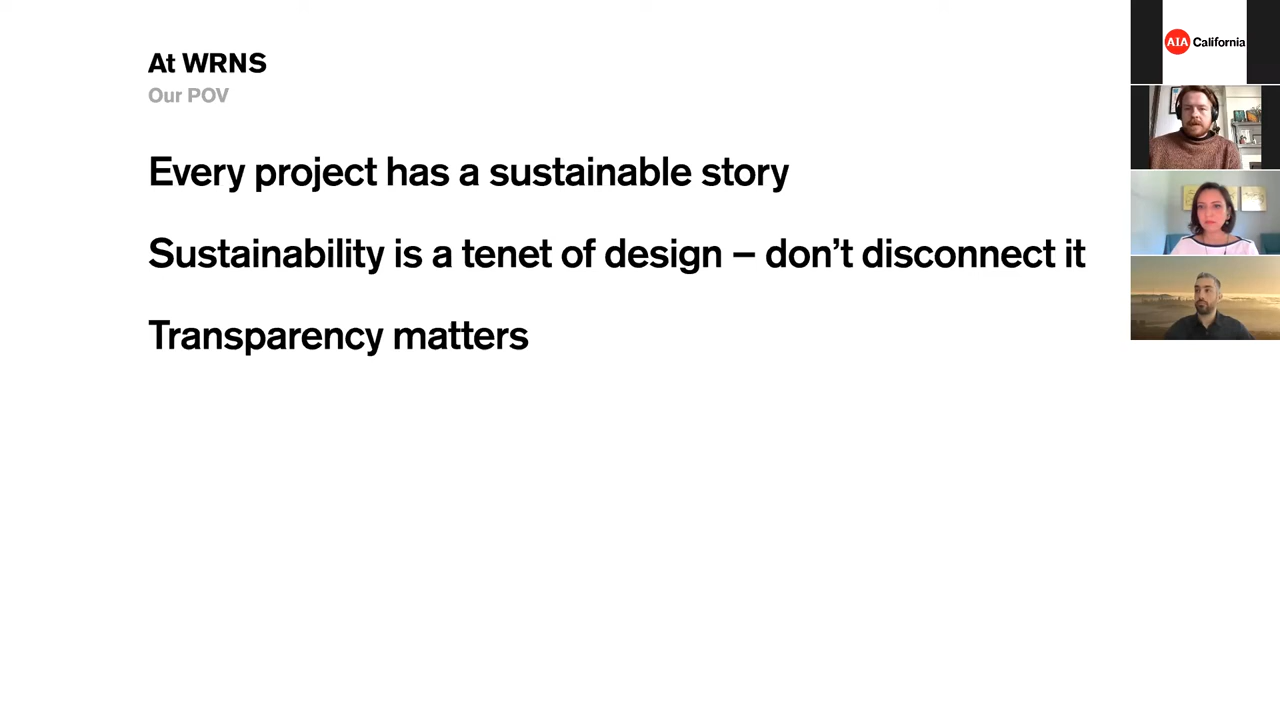 At WRNS
Our POV
Every project has a sustainable story
Sustainability is a tenet of design – don’t disconnect it
Transparency matters
AIA California